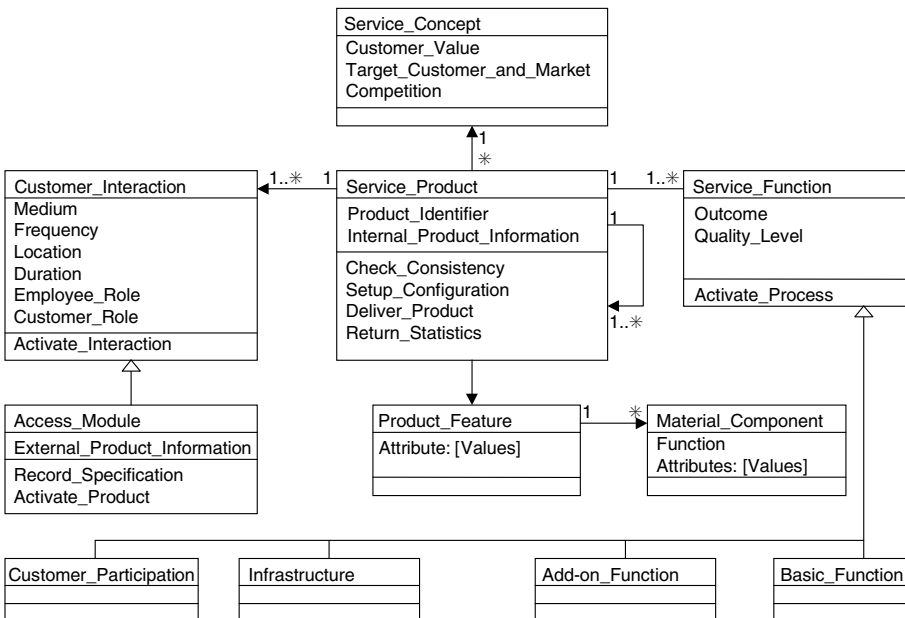 Service_Concept
Customer_Value
Target_Customer_and_Market
Competition
1
*
Customer_Interaction
Medium
Frequency
Location
Duration
Employee_Role
Customer_Role
Activate_Interaction
1..*
1
Service_Product
Product_Identifier
Internal_Product_Information
Check_Consistency
Setup_Configuration
Deliver_Product
Return_Statistics
1
1..*
1
1..*
Service_Function
Outcome
Quality_Level
Activate_Process
Access_Module
External_Product_Information
Record_Specification
Activate_Product
Product_Feature
Attribute: [Values]
1
*
Material_Component
Function
Attributes: [Values]
Customer_Participation
Infrastructure
Add-on_Function
Basic_Function